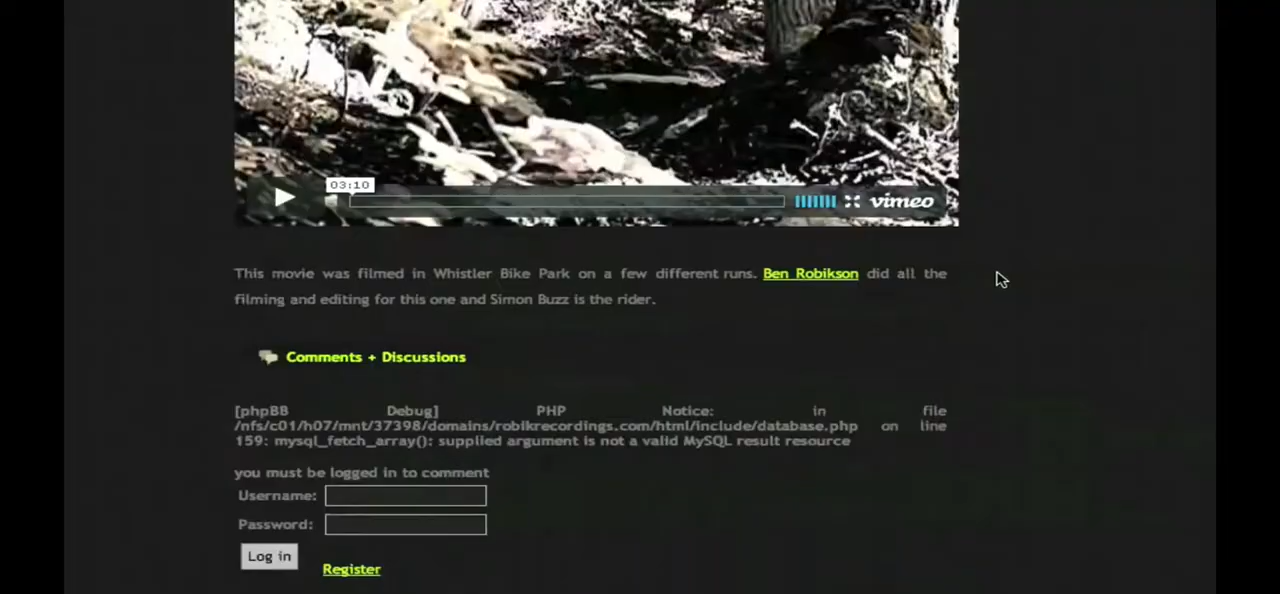 03:10
vimeo
This movie was filmed in Whistler Bike Park on a few different runs. Ben Robikson did all the
filming and editing for this one and Simon Buzz is the rider.
Comments + Discussions
[phpBB Debug] PHP Notice: in file
/nfs/c01/h07/mnt/37398/domains/robikrecordings.com/html/include/database.php on line
159: mysql_fetch_array(): supplied argument is not a valid MySQL result resource
you must be logged in to comment
Username:
Password:
Log in
Register